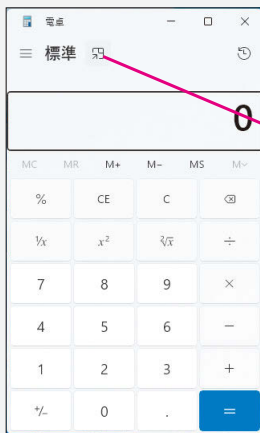 電卓
標準
0
MC MR M+ M- MS M∨
% CE C
¹/x x² ²√x ÷
7 8 9 ×
4 5 6 −
1 2 3 +
+/− 0 . =